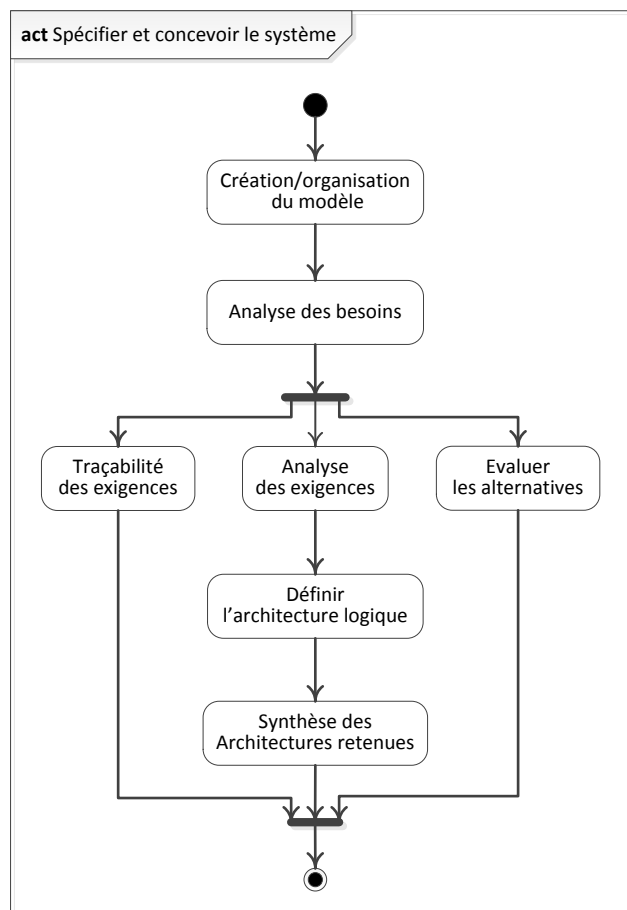 act Spécifier et concevoir le système
Création/organisation
du modèle
Analyse des besoins
Traçabilité
des exigences
Analyse
des exigences
Evaluer
les alternatives
Définir
l’architecture logique
Synthèse des
Architectures retenues